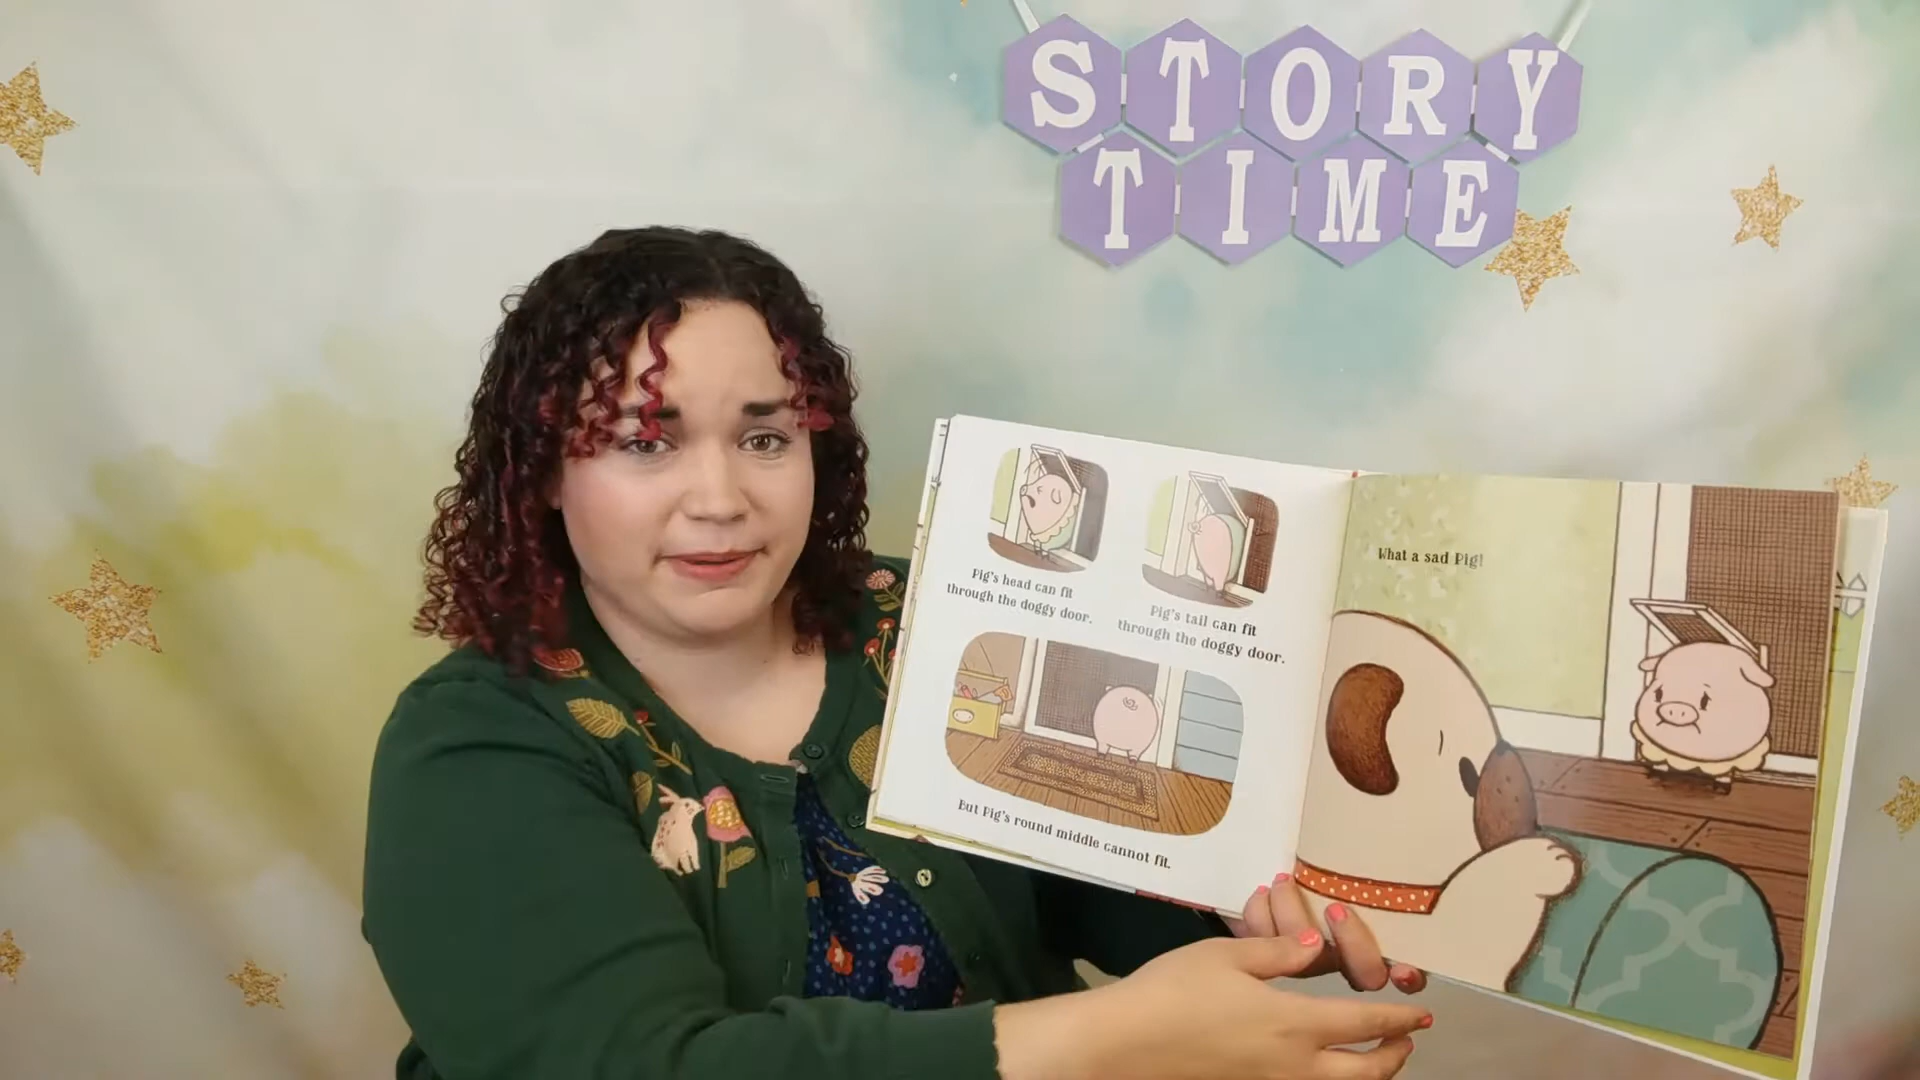 STORY
TIME
Pig's head can fit
through the doggy door.
Pig's tail can fit
through the doggy door.
But Pig's round middle cannot fit.
What a sad Pig!